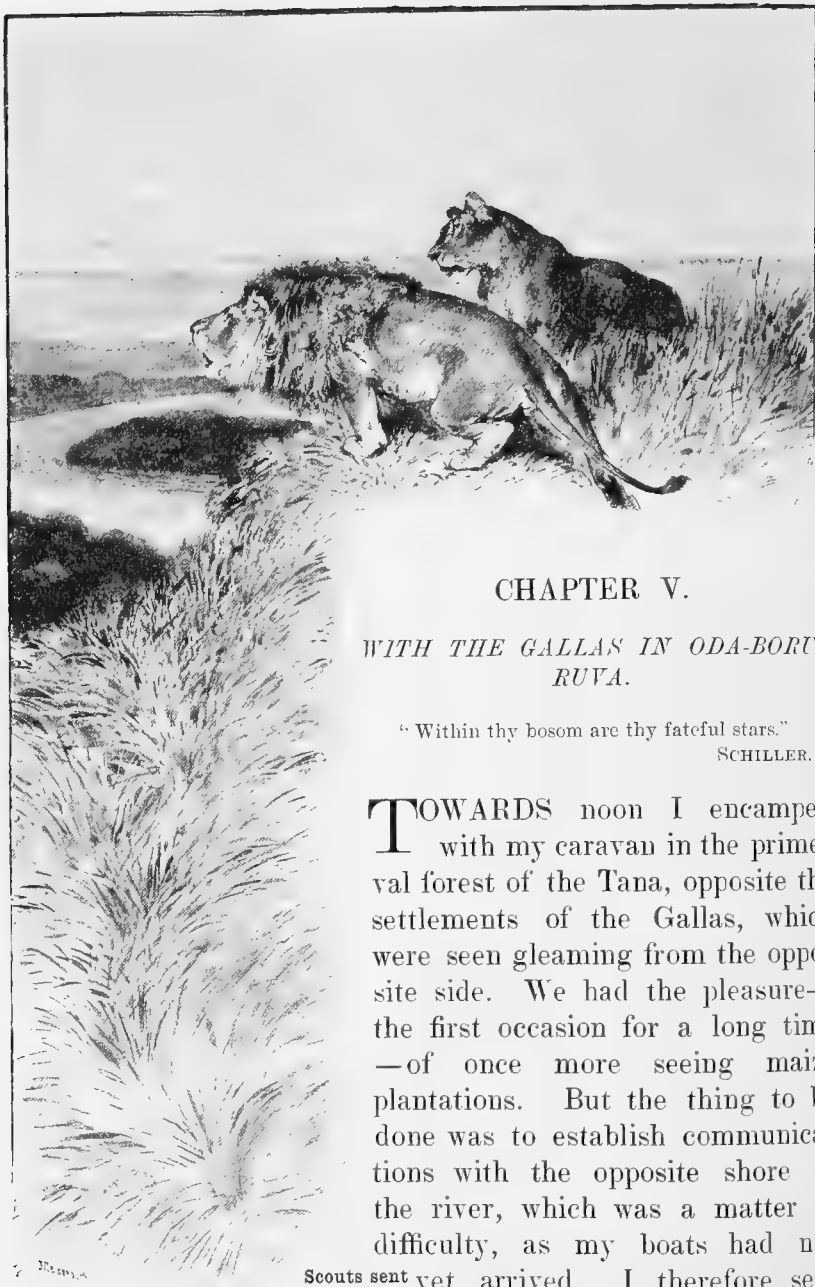 CHAPTER V.
WITH THE GALLAS IN ODA-BORU
RUVA.
"Within thy bosom are thy fateful stars."
SCHILLER.
TOWARDS noon I encampe
with my caravan in the prime
val forest of the Tana, opposite th
settlements of the Gallas, whic
were seen gleaming from the oppo
site side. We had the pleasure—
the first occasion for a long tim
—of once more seeing maiz
plantations. But the thing to b
done was to establish communica
tions with the opposite shore
the river, which was a matter
difficulty, as my boats had n
Scouts sent yet arrived. I therefore se